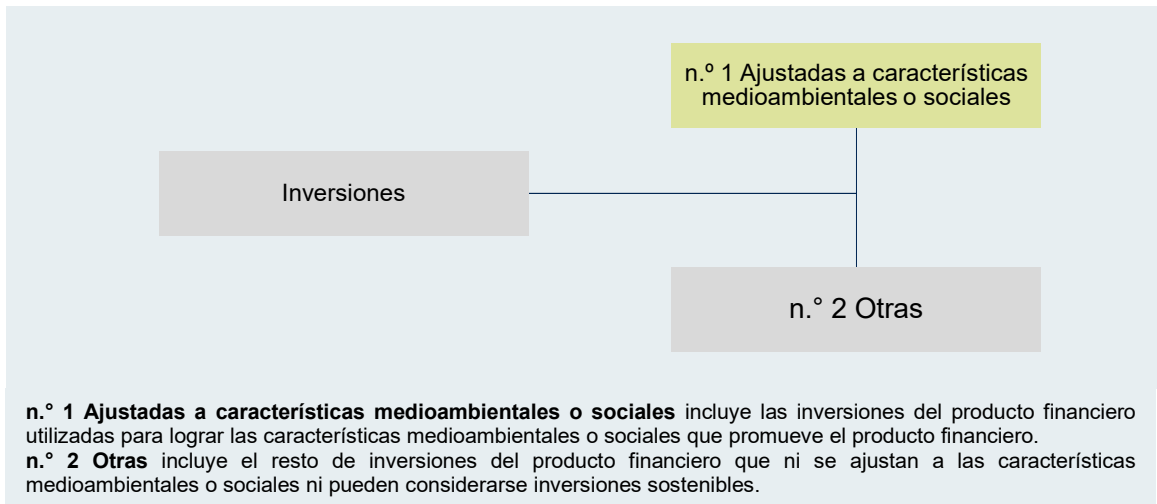 n.º 1 Ajustadas a características
medioambientales o sociales
Inversiones
n.° 2 Otras
n.° 1 Ajustadas a características medioambientales o sociales incluye las inversiones del producto financiero
utilizadas para lograr las características medioambientales o sociales que promueve el producto financiero.
n.° 2 Otras incluye el resto de inversiones del producto financiero que ni se ajustan a las características
medioambientales o sociales ni pueden considerarse inversiones sostenibles.